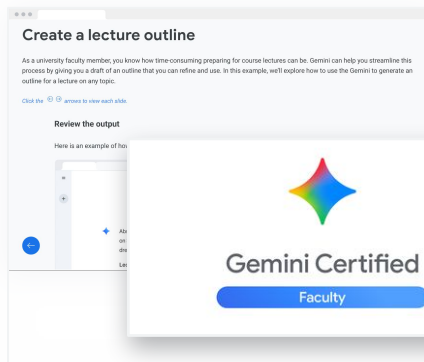 Create a lecture outline
As a university faculty member, you know how time-consuming preparing for course lectures can be. Gemini can help you streamline this
process by giving you a draft of an outline that you can refine and use. In this example, we'll explore how to use the Gemini to generate an
outline for a lecture on any topic.
Click the arrows to view each slide.
Review the output
Here is an example of how
on
Gemini Certified
Faculty